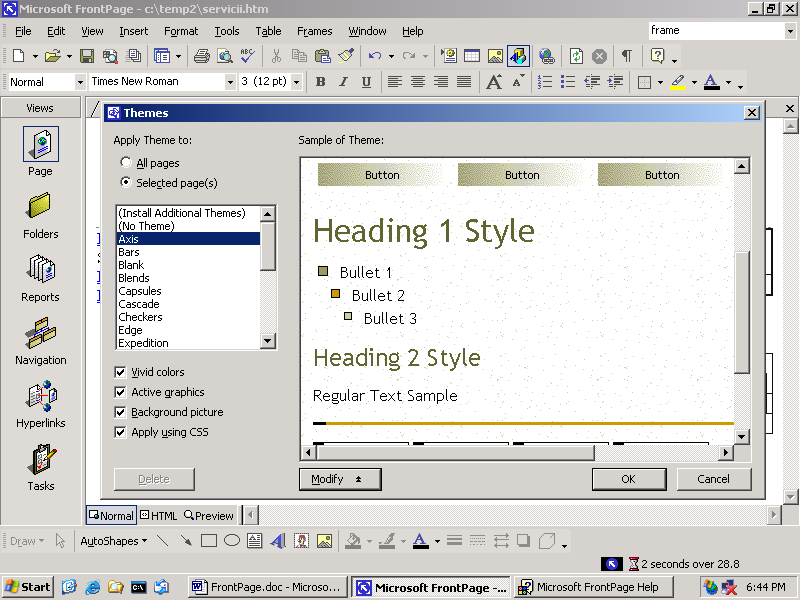 Microsoft FrontPage - c:\temp2\servicii.htm
File Edit View Insert Format Tools Table Frames Window Help
frame
Normal Times New Roman 3 (12 pt) B I U A A A
Views
Page
Folders
Reports
Navigation
Hyperlinks
Tasks
Themes
Apply Theme to:
All pages
Selected page(s)
(Install Additional Themes)
(No Theme)
Axis
Bars
Blank
Blends
Capsules
Cascade
Checkers
Edge
Expedition
Vivid colors
Active graphics
Background picture
Apply using CSS
Delete
Sample of Theme:
Button Button Button
Heading 1 Style
Bullet 1
Bullet 2
Bullet 3
Heading 2 Style
Regular Text Sample
Modify OK Cancel
Normal HTML Preview
Draw AutoShapes
2 seconds over 28.8
Start FrontPage.doc - Microso... Microsoft FrontPage -... Microsoft FrontPage Help 6:44 PM